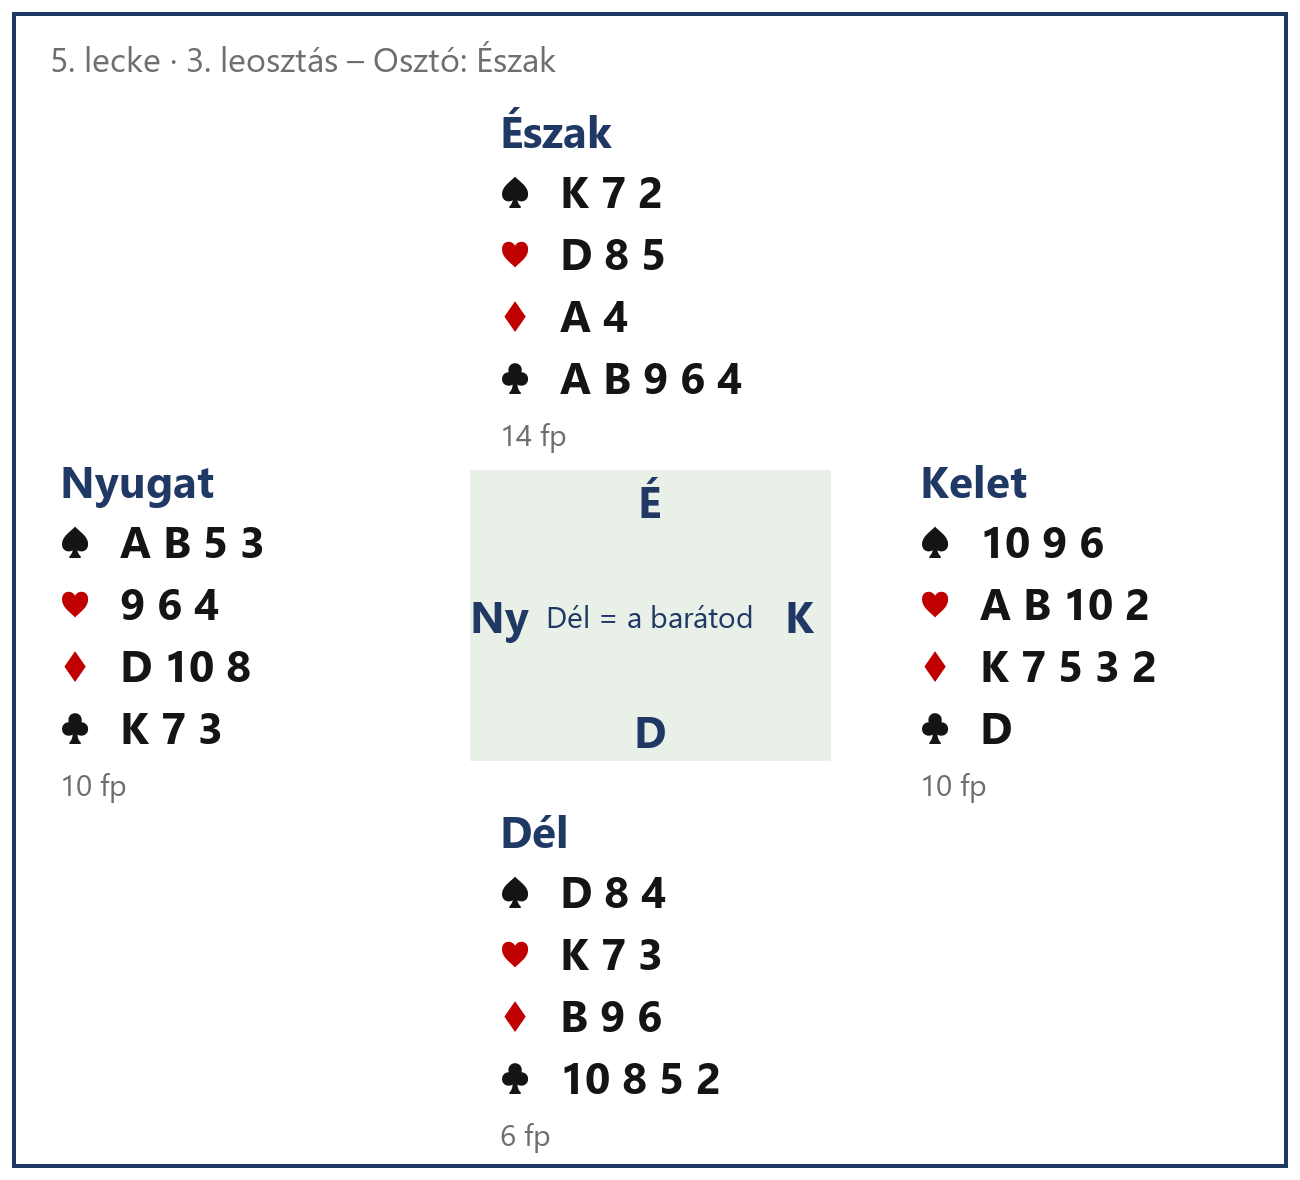 5. lecke · 3. leosztás – Osztó: Észak
Észak
♠ K 7 2
♥ D 8 5
♦ A 4
♣ A B 9 6 4
14 fp
Nyugat
♠ A B 5 3
♥ 9 6 4
♦ D 10 8
♣ K 7 3
10 fp
É
Ny Dél = a barátod K
D
Kelet
♠ 10 9 6
♥ A B 10 2
♦ K 7 5 3 2
♣ D
10 fp
Dél
♠ D 8 4
♥ K 7 3
♦ B 9 6
♣ 10 8 5 2
6 fp